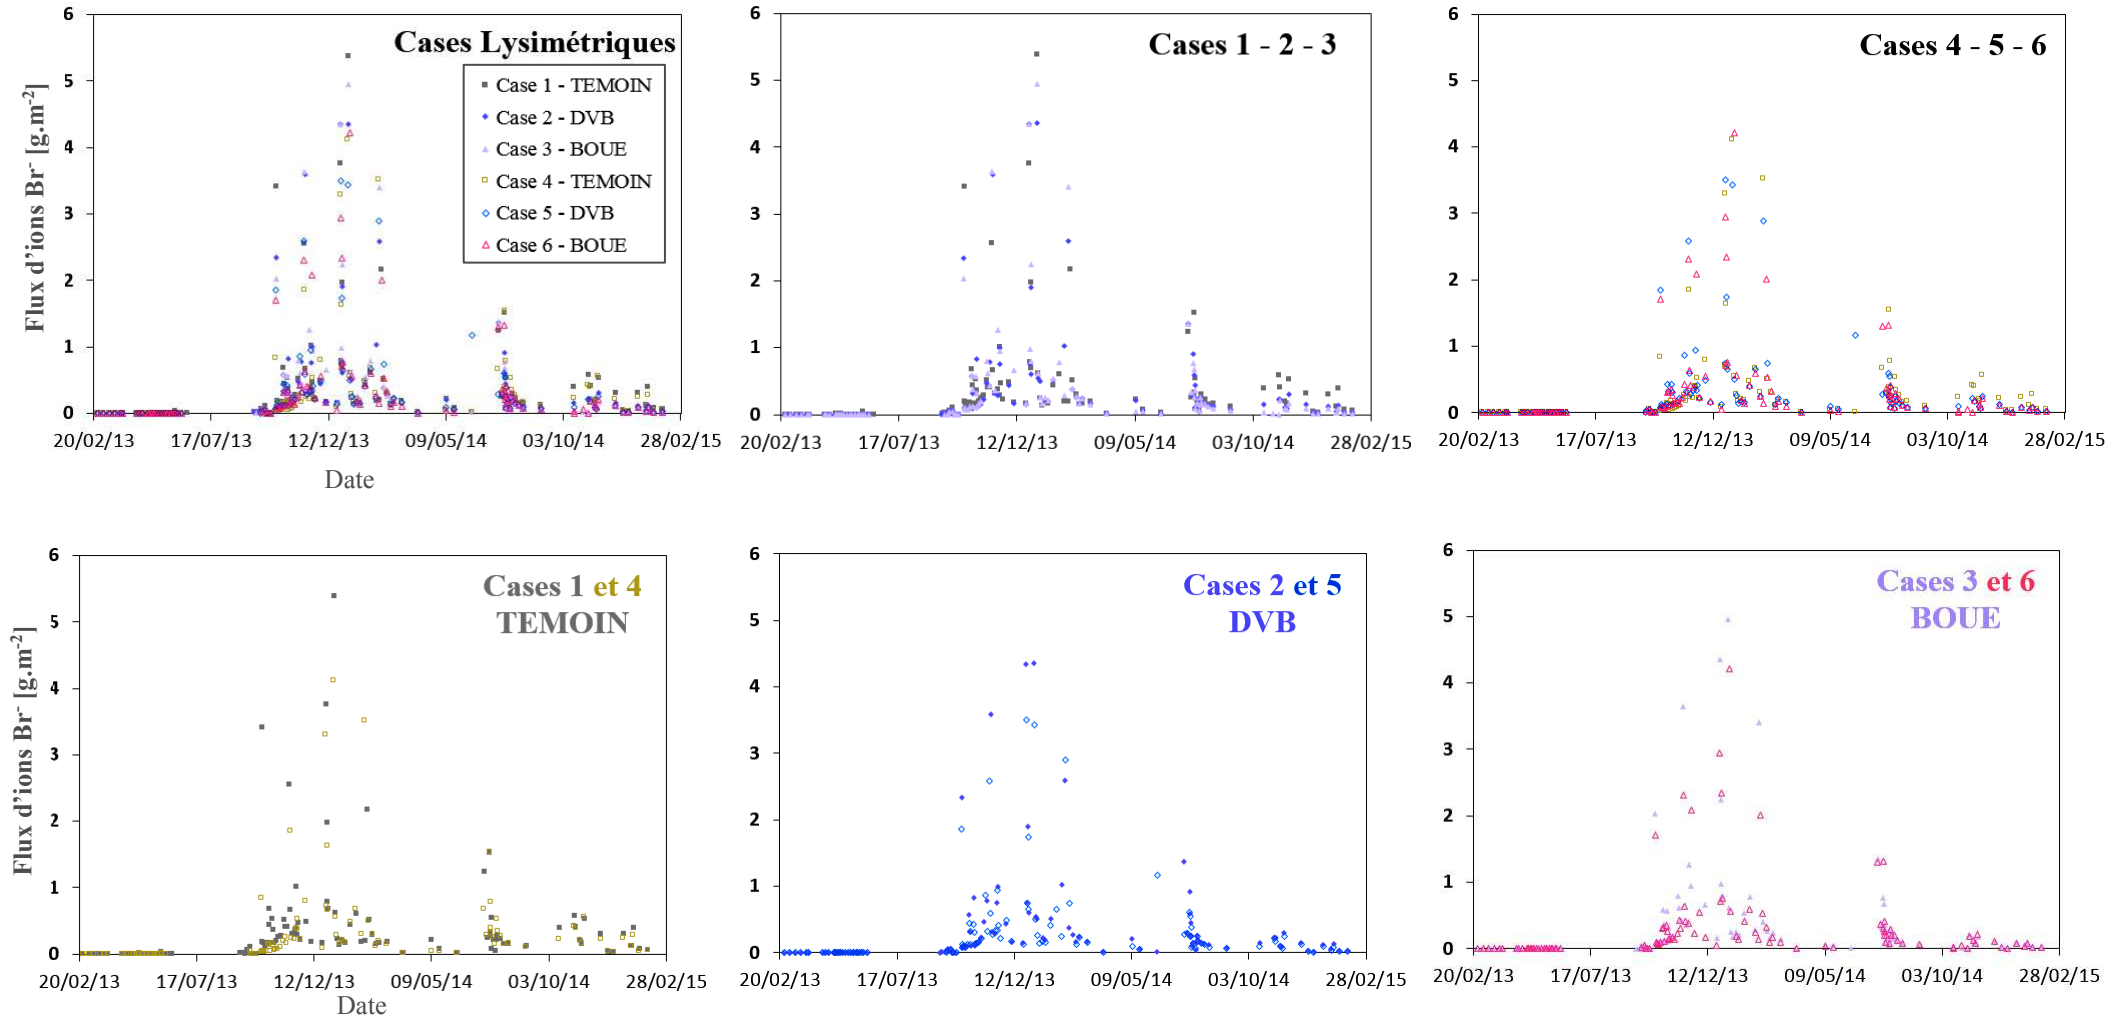 Cases Lysimétriques
Flux d’ions Br- [g.m-2]
6
5
4
3
2
1
0
Case 1 - TEMOIN
Case 2 - DVB
Case 3 - BOUE
Case 4 - TEMOIN
Case 5 - DVB
Case 6 - BOUE
20/02/13 17/07/13 12/12/13 09/05/14 03/10/14 28/02/15
Date
Cases 1 - 2 - 3
6
5
4
3
2
1
0
20/02/13 17/07/13 12/12/13 09/05/14 03/10/14 28/02/15
Cases 4 - 5 - 6
6
5
4
3
2
1
0
20/02/13 17/07/13 12/12/13 09/05/14 03/10/14 28/02/15
Cases 1 et 4
TEMOIN
Flux d’ions Br- [g.m-2]
6
5
4
3
2
1
0
20/02/13 17/07/13 12/12/13 09/05/14 03/10/14 28/02/15
Date
Cases 2 et 5
DVB
6
5
4
3
2
1
0
20/02/13 17/07/13 12/12/13 09/05/14 03/10/14 28/02/15
Cases 3 et 6
BOUE
6
5
4
3
2
1
0
20/02/13 17/07/13 12/12/13 09/05/14 03/10/14 28/02/15